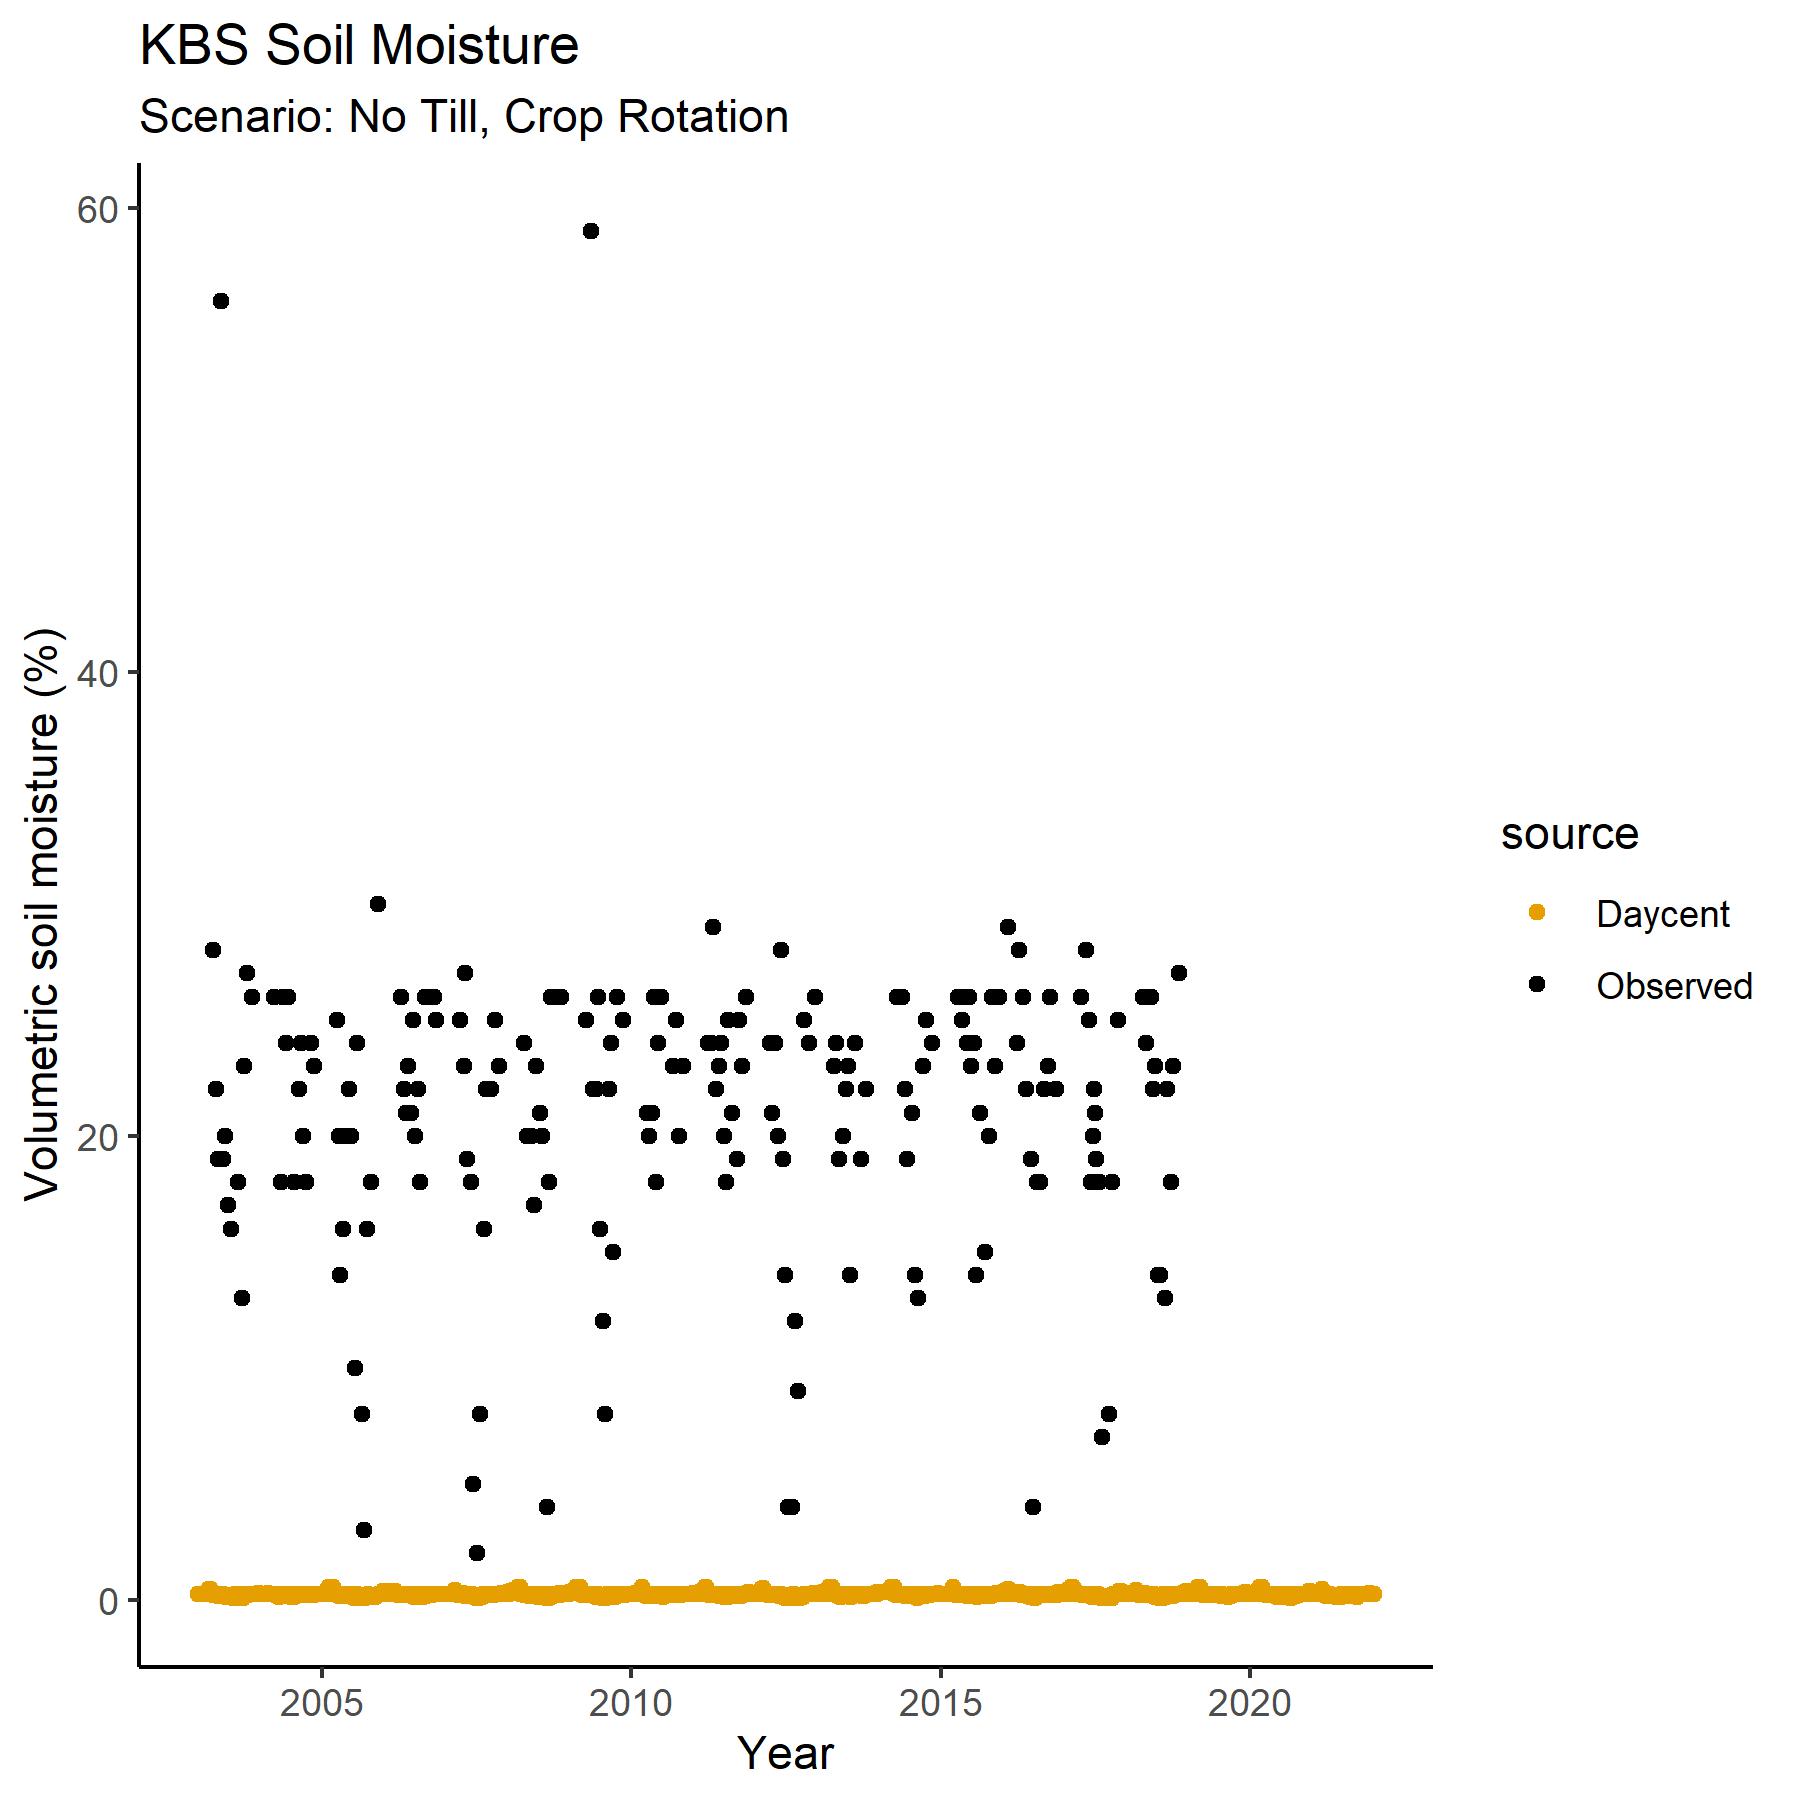 KBS Soil Moisture
Scenario: No Till, Crop Rotation
Volumetric soil moisture (%)
60
40
20
0
2005 2010 2015 2020
Year
source
Daycent
Observed